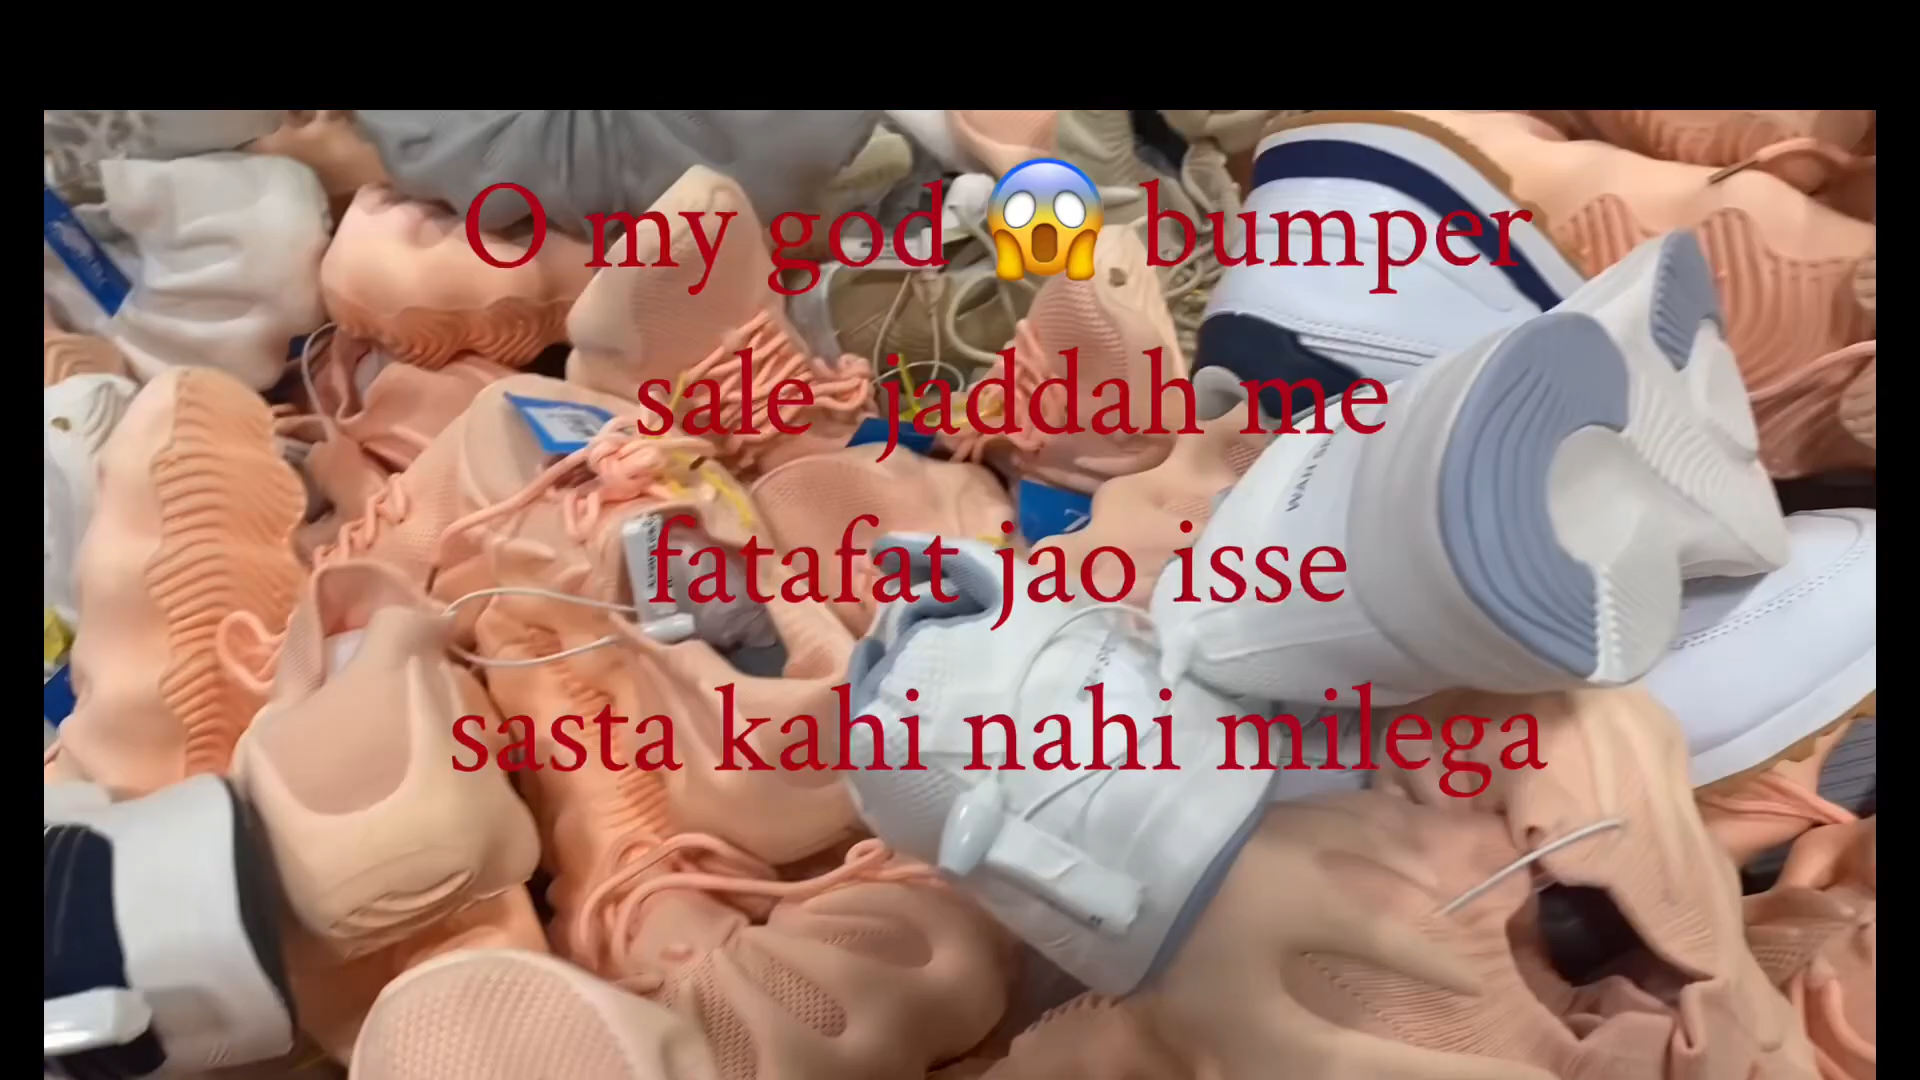 O my god 😱 bumper
sale jaddah me
fatafat jao isse
sasta kahi nahi milega